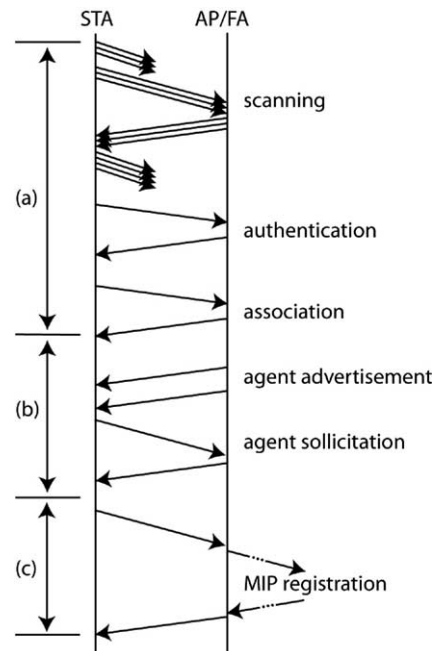 STA AP/FA
scanning
(a)
authentication
association
agent advertisement
(b)
agent sollicitation
(c)
MIP registration